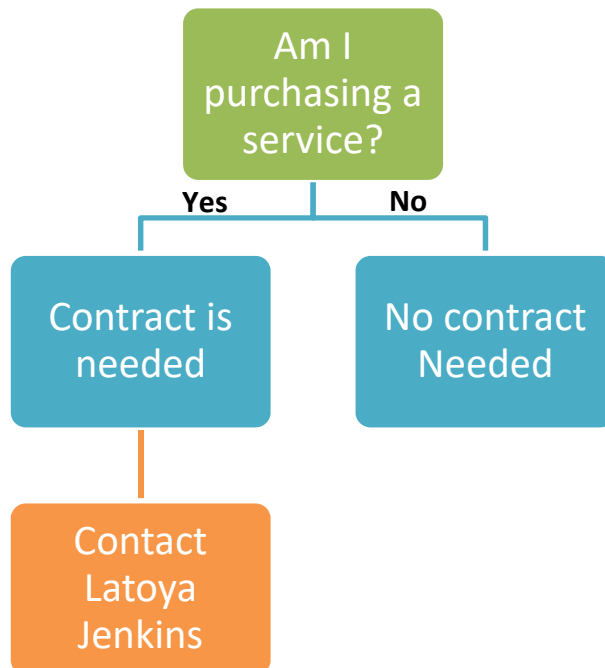 Am I
purchasing a
service?
Yes
No
Contract is
needed
No contract
Needed
Contact
Latoya
Jenkins